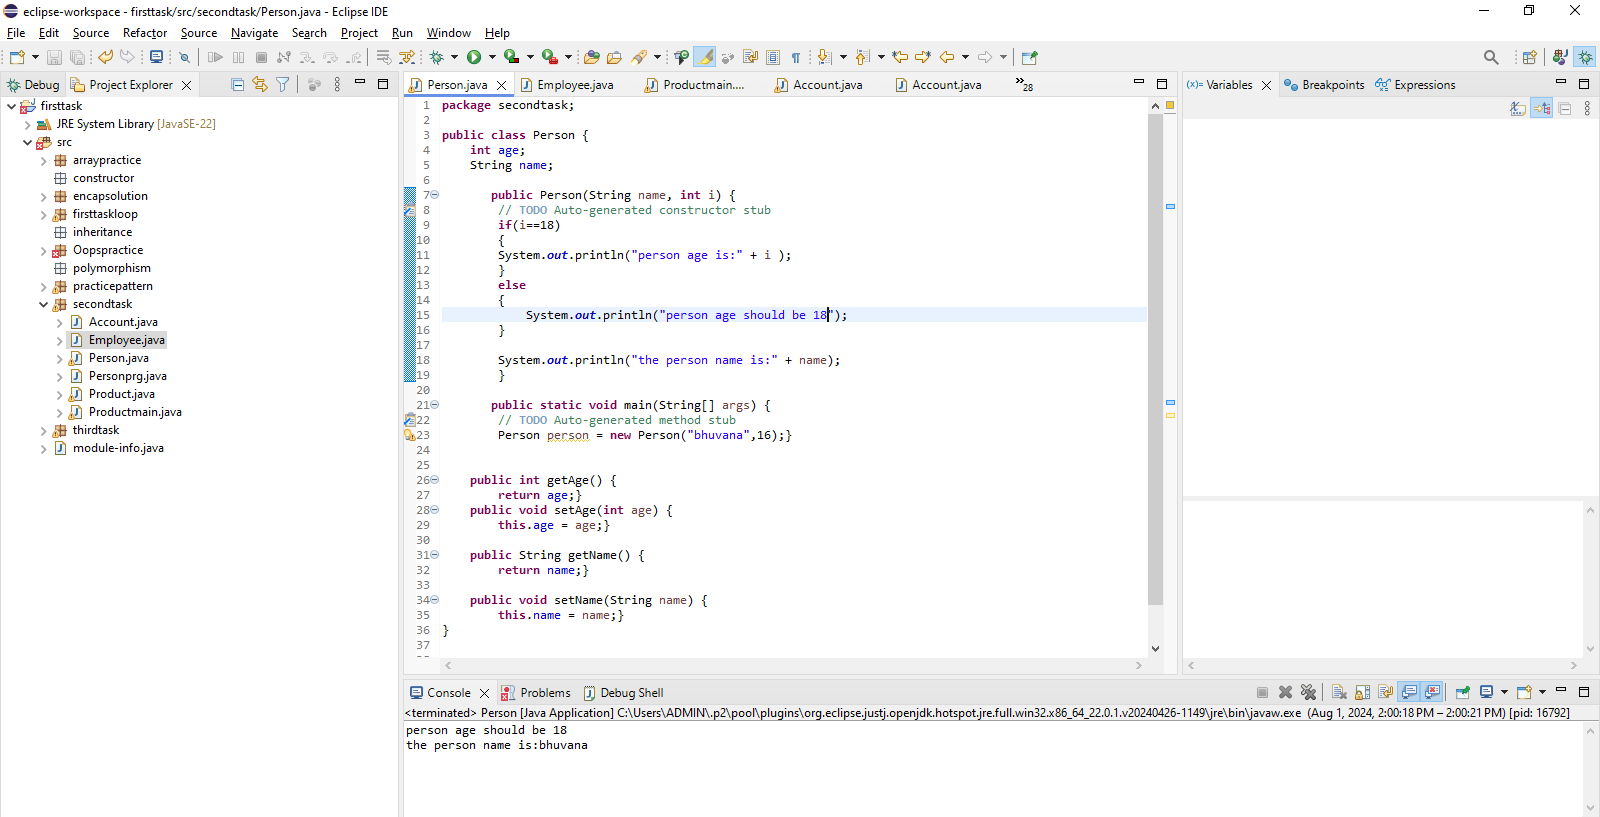 eclipse-workspace - firsttask/src/secondtask/Person.java - Eclipse IDE
File Edit Source Refactor Source Navigate Search Project Run Window Help
Debug Project Explorer
firsttask
JRE System Library [JavaSE-22]
src
arraypractice
constructor
encapsolution
firsttaskloop
inheritance
Oopspractice
polymorphism
practicepattern
secondtask
Account.java
Employee.java
Person.java
Personprg.java
Product.java
Productmain.java
thirdtask
module-info.java
Person.java Employee.java Productmain.... Account.java Account.java »28
1 package secondtask;
2
3 public class Person {
4 int age;
5 String name;
6
7 public Person(String name, int i) {
8 // TODO Auto-generated constructor stub
9 if(i==18)
10 {
11 System.out.println("person age is:" + i );
12 }
13 else
14 {
15 System.out.println("person age should be 18");
16 }
17
18 System.out.println("the person name is:" + name);
19 }
20
21 public static void main(String[] args) {
22 // TODO Auto-generated method stub
23 Person person = new Person("bhuvana",16);}
24
25
26 public int getAge() {
27 return age;}
28 public void setAge(int age) {
29 this.age = age;}
30
31 public String getName() {
32 return name;}
33
34 public void setName(String name) {
35 this.name = name;}
36 }
37
(x)= Variables Breakpoints Expressions
Console Problems Debug Shell
<terminated> Person [Java Application] C:\Users\ADMIN\.p2\pool\plugins\org.eclipse.justj.openjdk.hotspot.jre.full.win32.x86_64_22.0.1.v20240426-1149\jre\bin\javaw.exe (Aug 1, 2024, 2:00:18 PM – 2:00:21 PM) [pid: 16792]
person age should be 18
the person name is:bhuvana